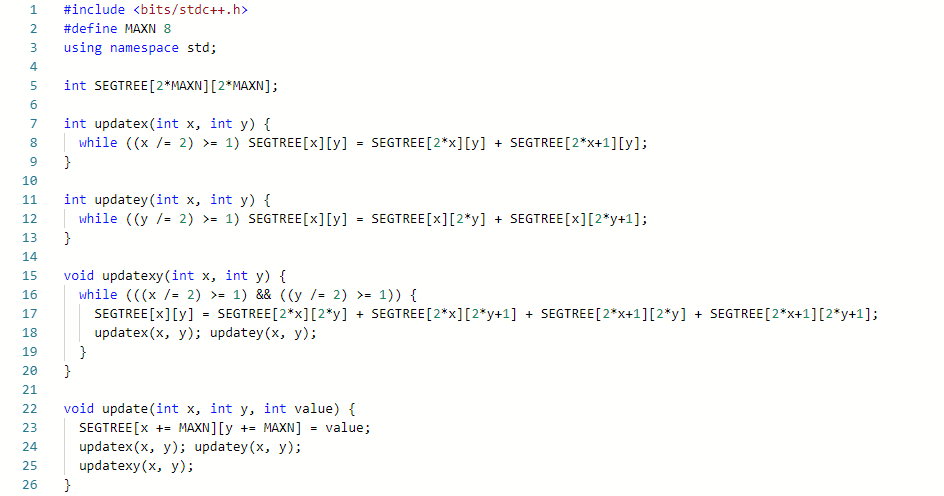 1 #include <bits/stdc++.h>
2 #define MAXN 8
3 using namespace std;
4
5 int SEGTREE[2*MAXN][2*MAXN];
6
7 int updatex(int x, int y) {
8 while ((x /= 2) >= 1) SEGTREE[x][y] = SEGTREE[2*x][y] + SEGTREE[2*x+1][y];
9 }
10
11 int updatey(int x, int y) {
12 while ((y /= 2) >= 1) SEGTREE[x][y] = SEGTREE[x][2*y] + SEGTREE[x][2*y+1];
13 }
14
15 void updatexy(int x, int y) {
16 while (((x /= 2) >= 1) && ((y /= 2) >= 1)) {
17 SEGTREE[x][y] = SEGTREE[2*x][2*y] + SEGTREE[2*x][2*y+1] + SEGTREE[2*x+1][2*y] + SEGTREE[2*x+1][2*y+1];
18 updatex(x, y); updatey(x, y);
19 }
20 }
21
22 void update(int x, int y, int value) {
23 SEGTREE[x += MAXN][y += MAXN] = value;
24 updatex(x, y); updatey(x, y);
25 updatexy(x, y);
26 }